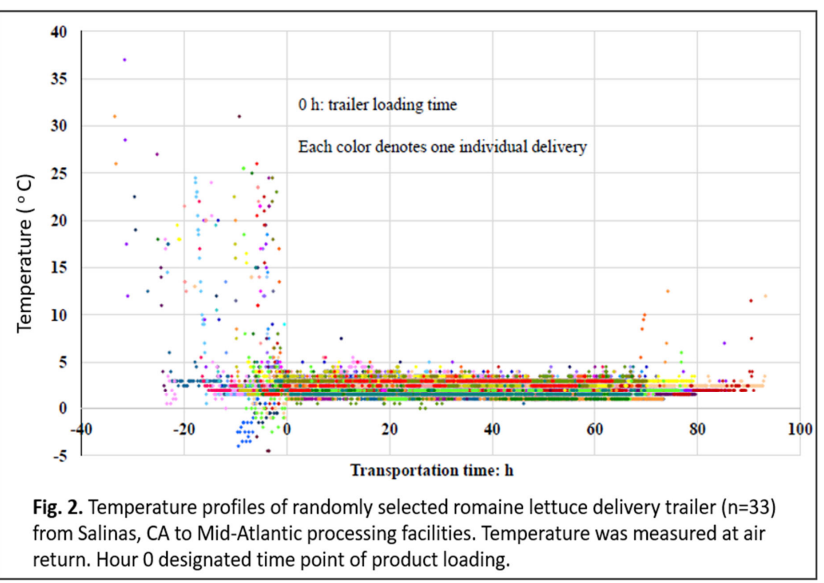 40
35
30
25
20
15
10
5
0
-5
-40
-20
0
20
40
60
80
100
Temperature ( ° C)
0 h: trailer loading time
Each color denotes one individual delivery
Transportation time: h
Fig. 2. Temperature profiles of randomly selected romaine lettuce delivery trailer (n=33)
from Salinas, CA to Mid-Atlantic processing facilities. Temperature was measured at air
return. Hour 0 designated time point of product loading.